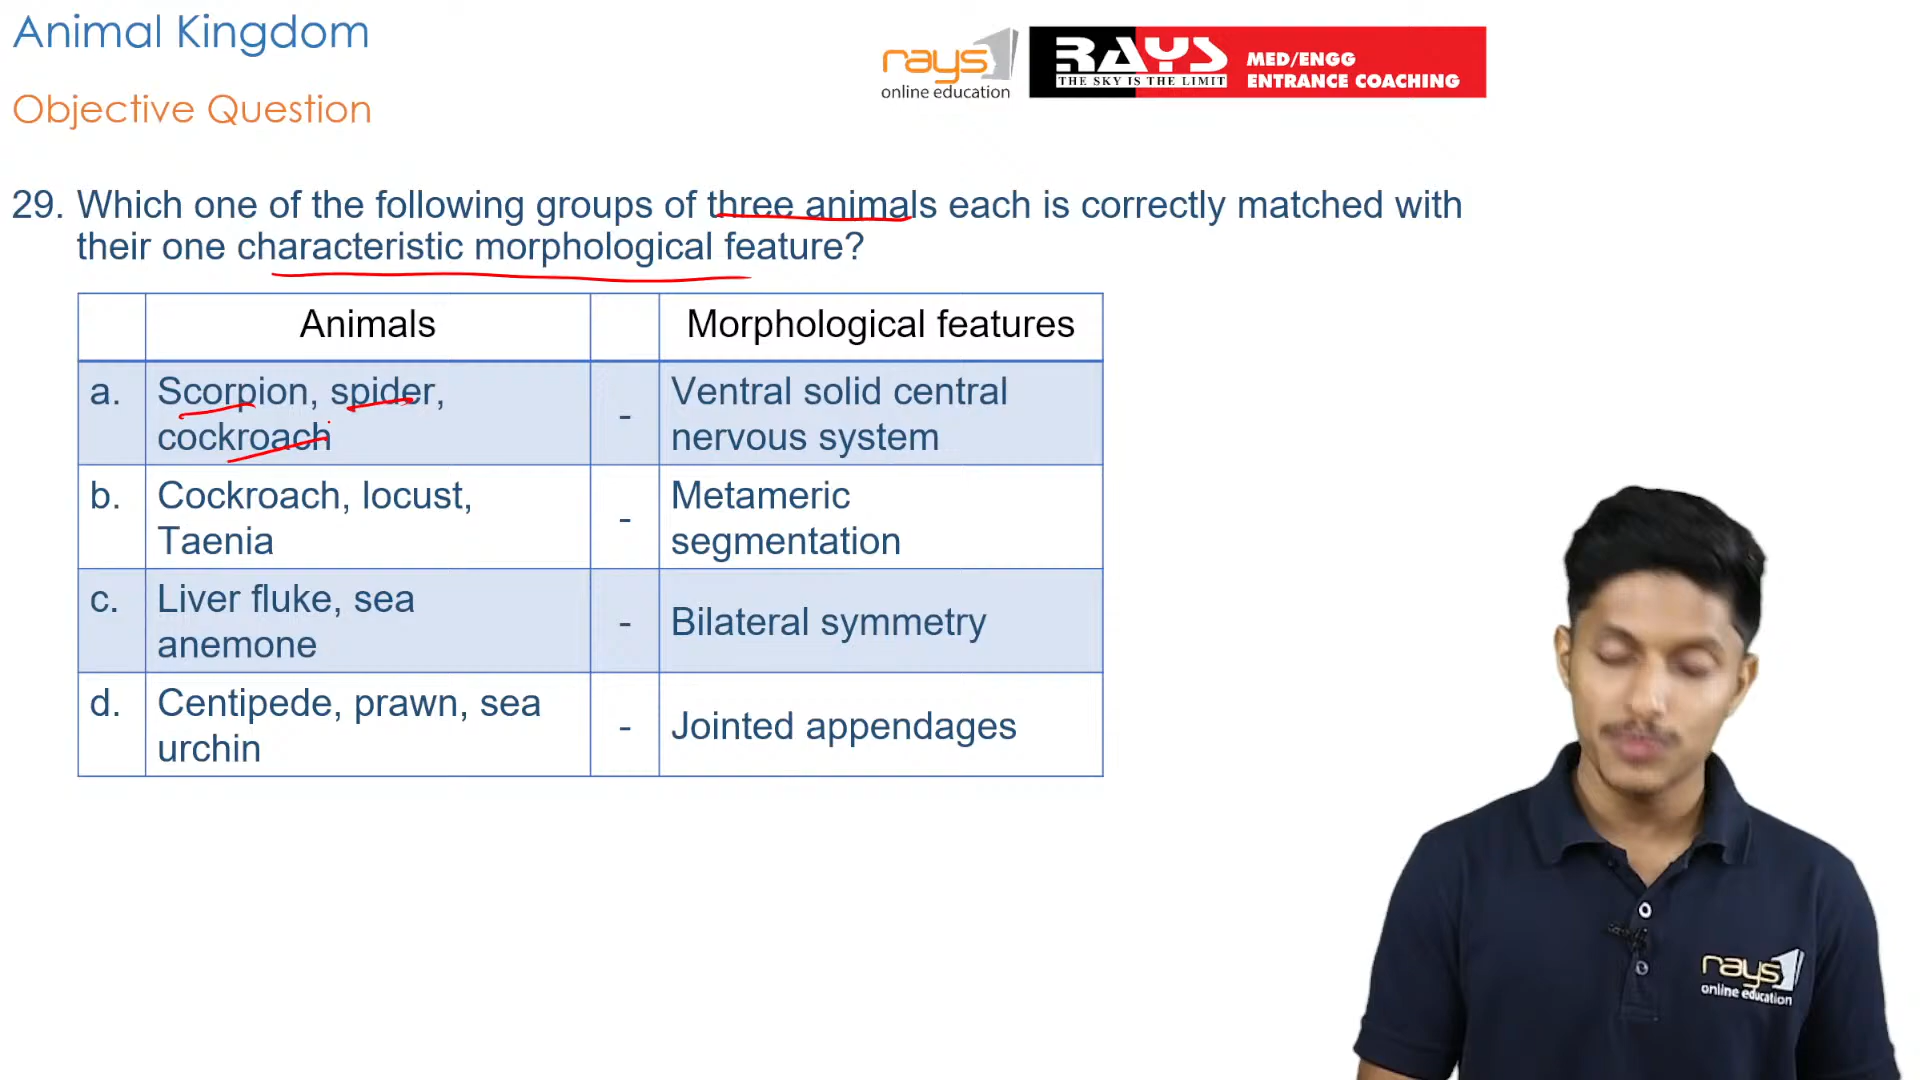 Animal Kingdom
Objective Question
rays
online education
RAYS
THE SKY IS THE LIMIT
MED/ENGG
ENTRANCE COACHING
29. Which one of the following groups of three animals each is correctly matched with
their one characteristic morphological feature?
Animals
Morphological features
a.
Scorpion, spider,
cockroach
-
Ventral solid central
nervous system
b.
Cockroach, locust,
Taenia
-
Metameric
segmentation
c.
Liver fluke, sea
anemone
-
Bilateral symmetry
d.
Centipede, prawn, sea
urchin
-
Jointed appendages
rays
online education